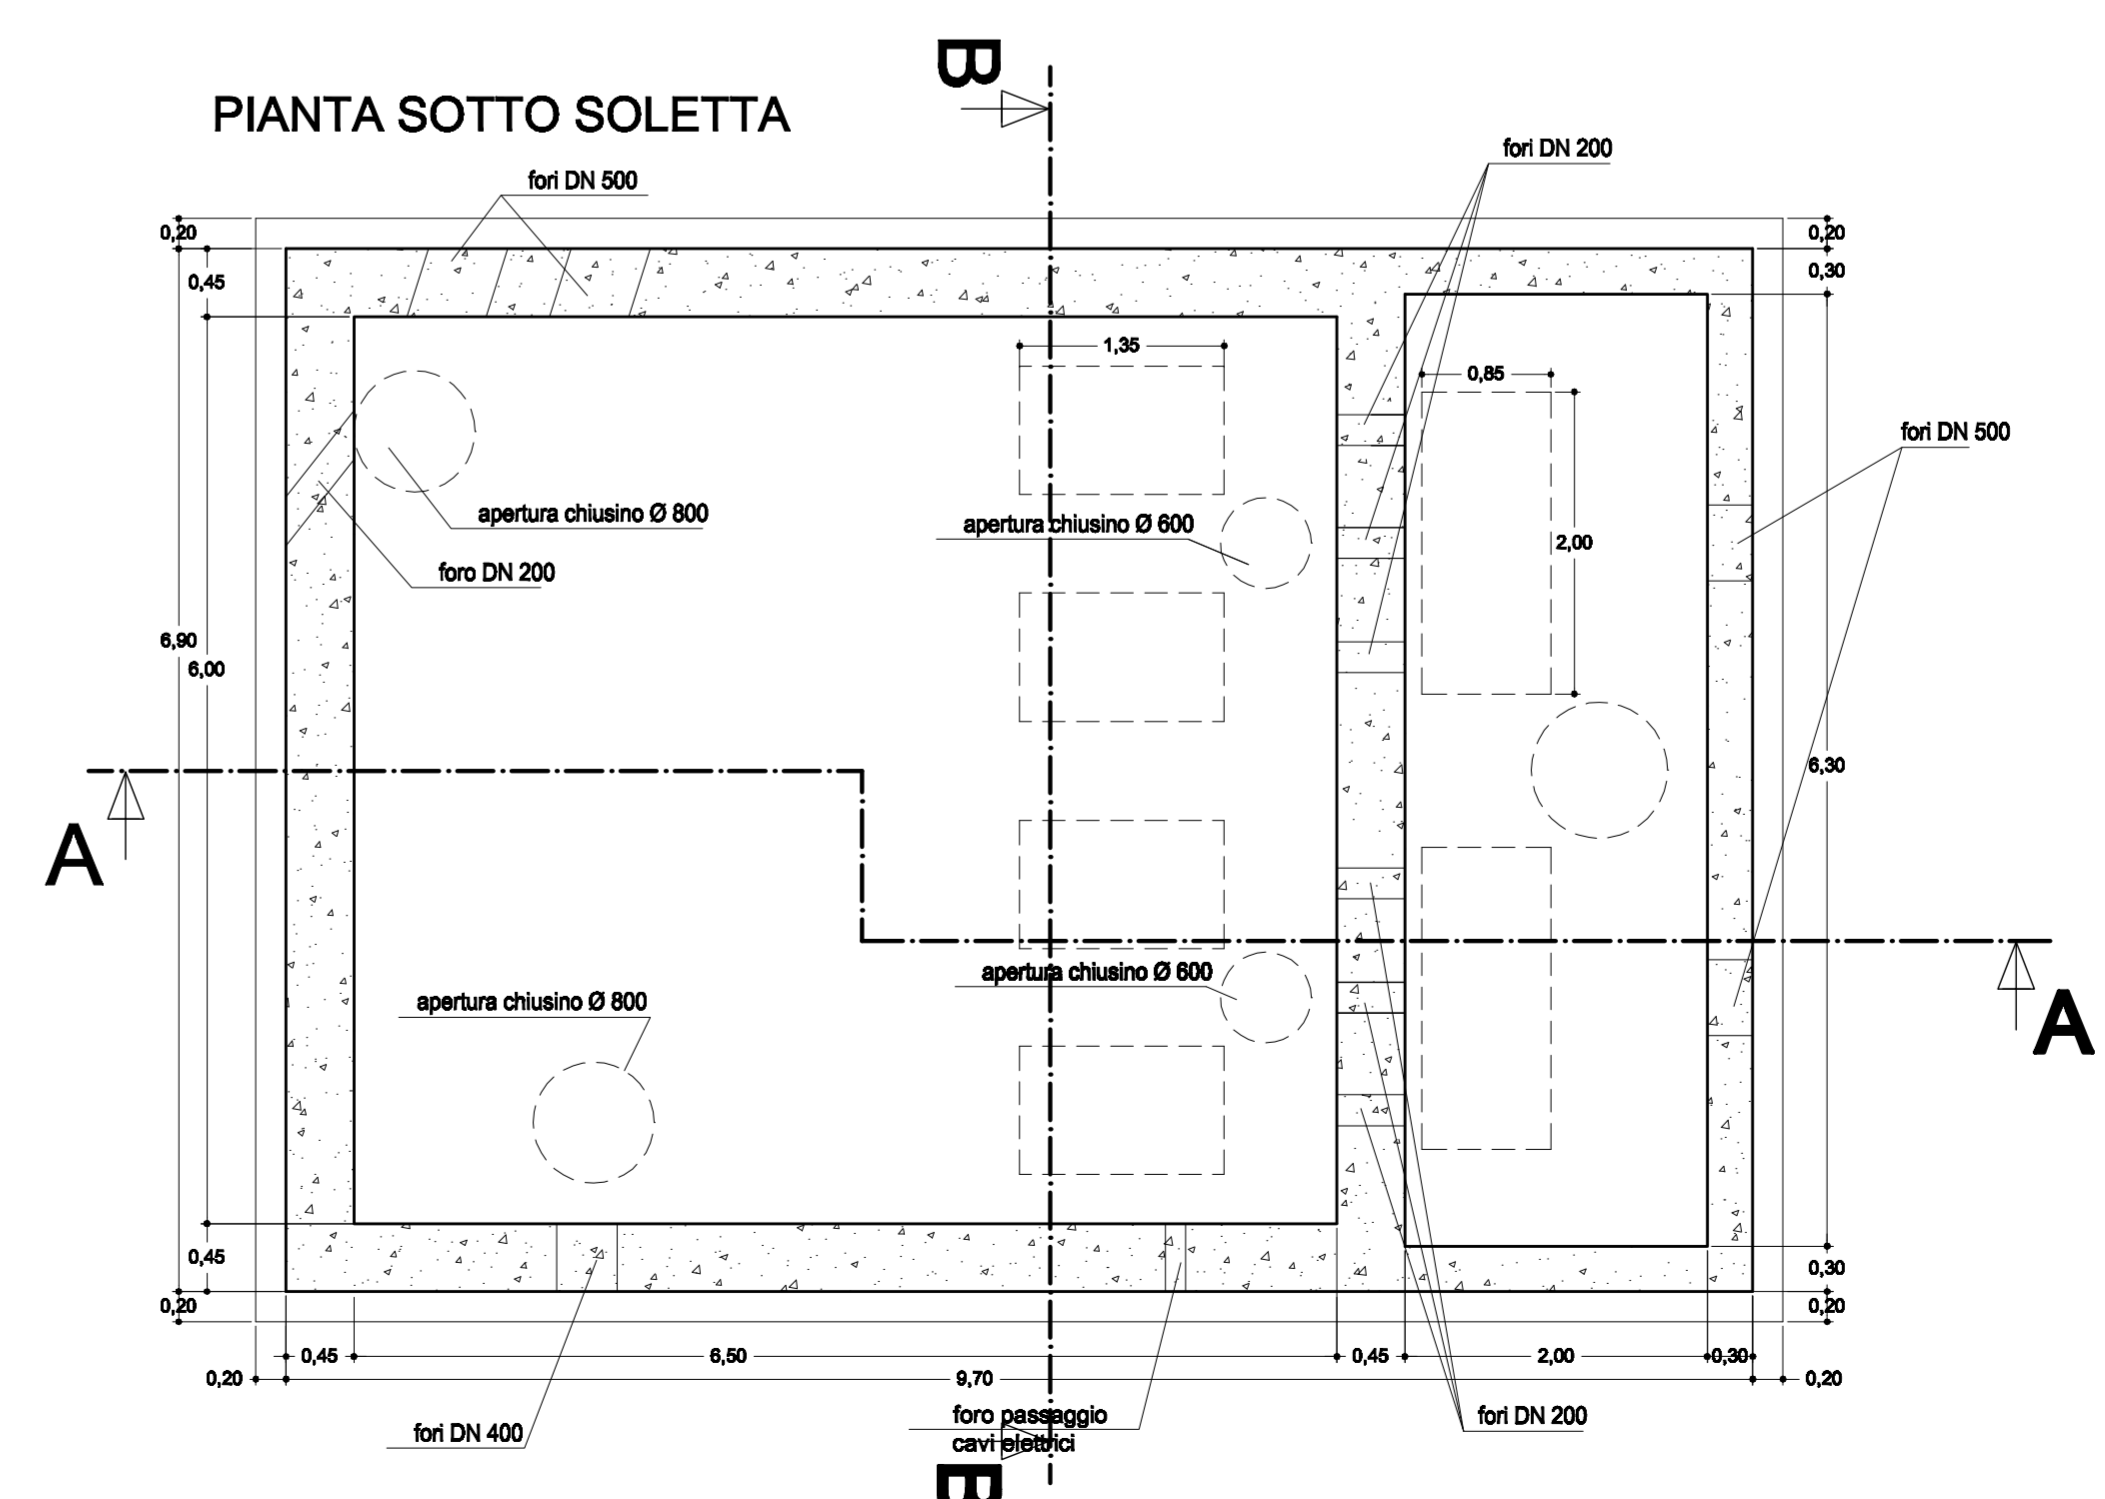 B
PIANTA SOTTO SOLETTA
fori DN 200
fori DN 500
0,20
0,20
0,45
0,30
1,35
0,85
fori DN 500
apertura chiusino Ø 800
apertura chiusino Ø 600
2,00
foro DN 200
6,90
6,00
6,30
A
apertura chiusino Ø 600
apertura chiusino Ø 800
A
0,45
0,30
0,20
0,20
0,45
6,50
0,45
2,00
0,30
0,20
9,70
0,20
foro passaggio
cavi elettrici
fori DN 200
fori DN 400
B